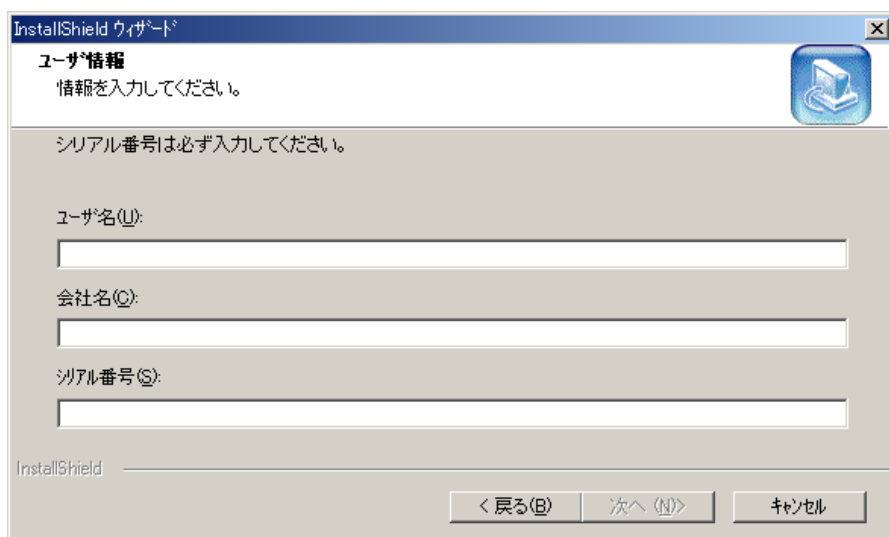 InstallShield ｳｨｻﾞｰﾄﾞ
ﾕｰｻﾞ情報
情報を入力してください。
シリアル番号は必ず入力してください。
ﾕｰｻﾞ名(U):
会社名(C):
ｼﾘｱﾙ番号(S):
InstallShield
< 戻る(B)
次へ (N)>
ｷｬﾝｾﾙ